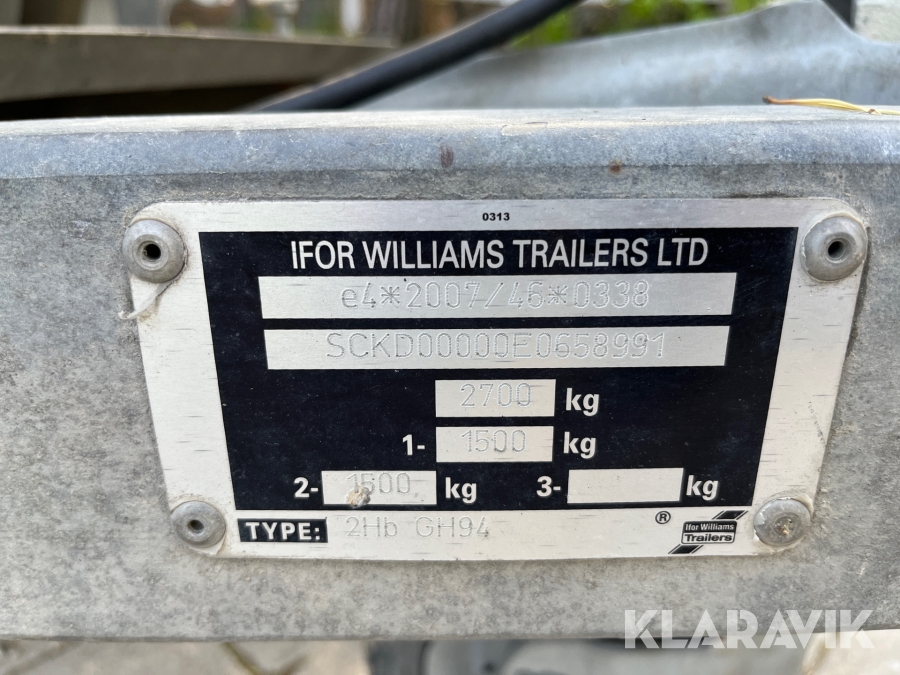 0313
IFOR WILLIAMS TRAILERS LTD
e4*2007/46*0338
SCKD00000E0658991
2700 kg
1- 1500 kg
2- 1500 kg 3- kg
TYPE: 2Hb GH94 ® Ifor Williams
Trailers
KLARAVIK